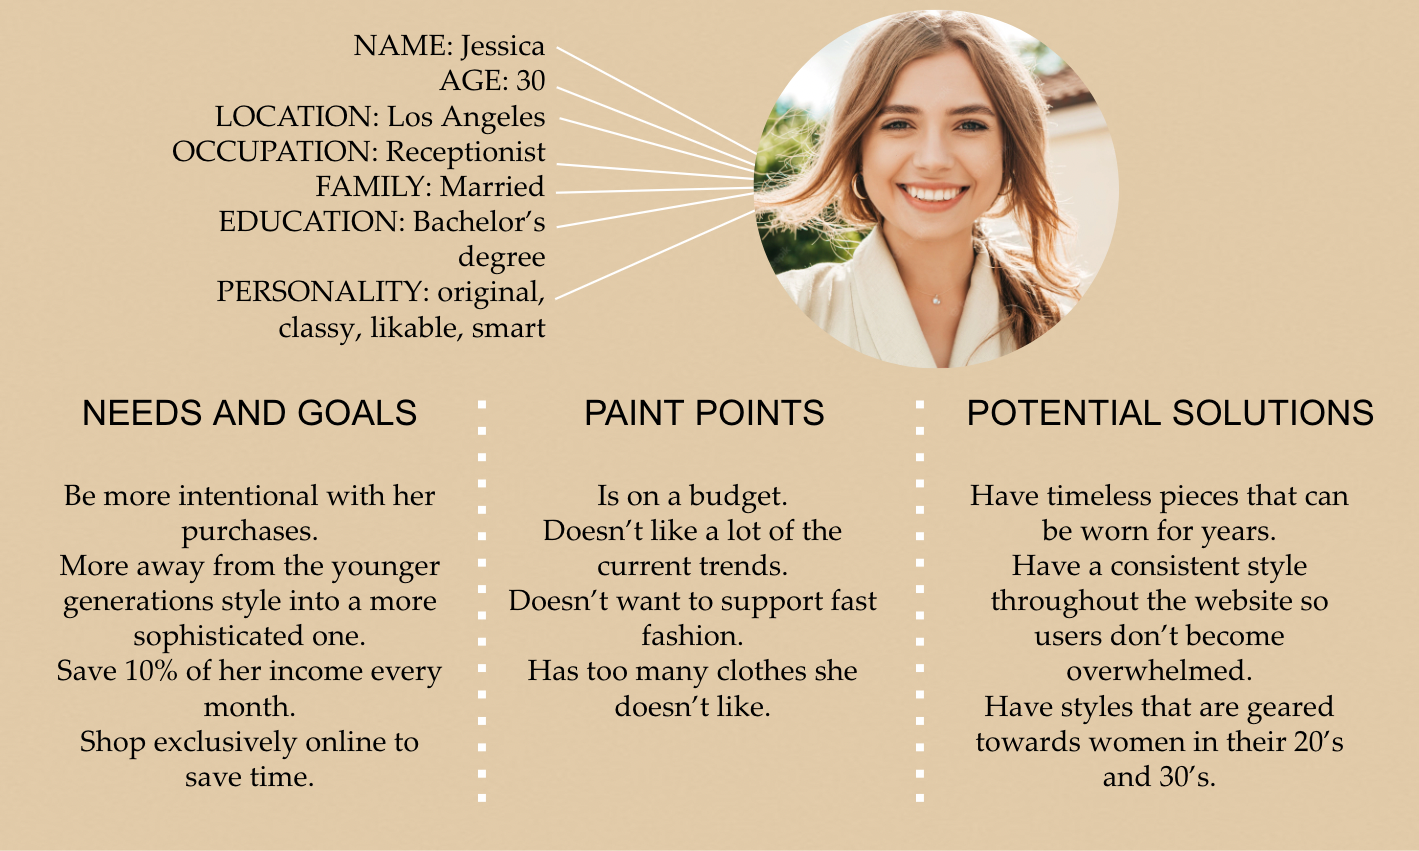 NAME: Jessica
AGE: 30
LOCATION: Los Angeles
OCCUPATION: Receptionist
FAMILY: Married
EDUCATION: Bachelor’s
degree
PERSONALITY: original,
classy, likable, smart
NEEDS AND GOALS
Be more intentional with her
purchases.
More away from the younger
generations style into a more
sophisticated one.
Save 10% of her income every
month.
Shop exclusively online to
save time.
PAINT POINTS
Is on a budget.
Doesn’t like a lot of the
current trends.
Doesn’t want to support fast
fashion.
Has too many clothes she
doesn’t like.
POTENTIAL SOLUTIONS
Have timeless pieces that can
be worn for years.
Have a consistent style
throughout the website so
users don’t become
overwhelmed.
Have styles that are geared
towards women in their 20’s
and 30’s.